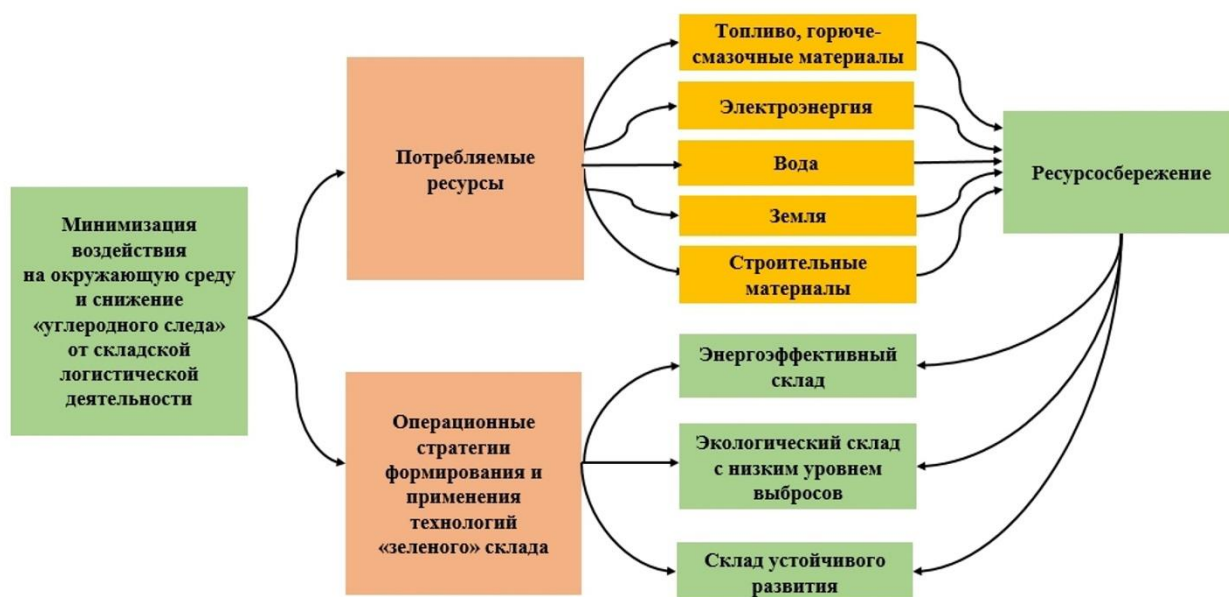 Минимизация
воздействия
на окружающую среду
и снижение
«углеродного следа»
от складской
логистической
деятельности
Потребляемые
ресурсы
Топливо, горюче-
смазочные материалы
Электроэнергия
Вода
Земля
Строительные
материалы
Ресурсосбережение
Операционные
стратегии
формирования и
применения
технологий
«зеленого» склада
Энергоэффективный
склад
Экологический склад
с низким уровнем
выбросов
Склад устойчивого
развития